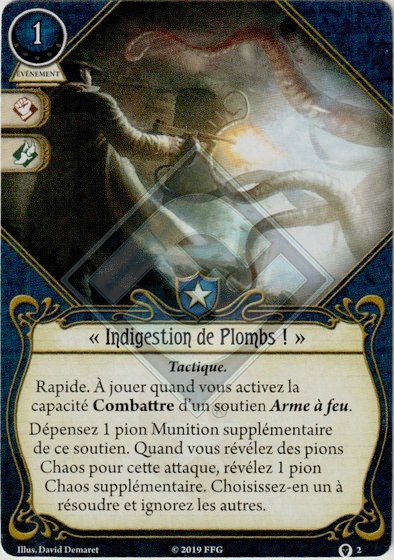 1
ÉVÉNEMENT
« Indigestion de Plombs ! »
Tactique.
Rapide. À jouer quand vous activez la
capacité Combattre d'un soutien Arme à feu.
Dépensez 1 pion Munition supplémentaire
de ce soutien. Quand vous révélez des pions
Chaos pour cette attaque, révélez 1 pion
Chaos supplémentaire. Choisissez-en un à
résoudre et ignorez les autres.
Illus. David Demaret
© 2019 FFG
2